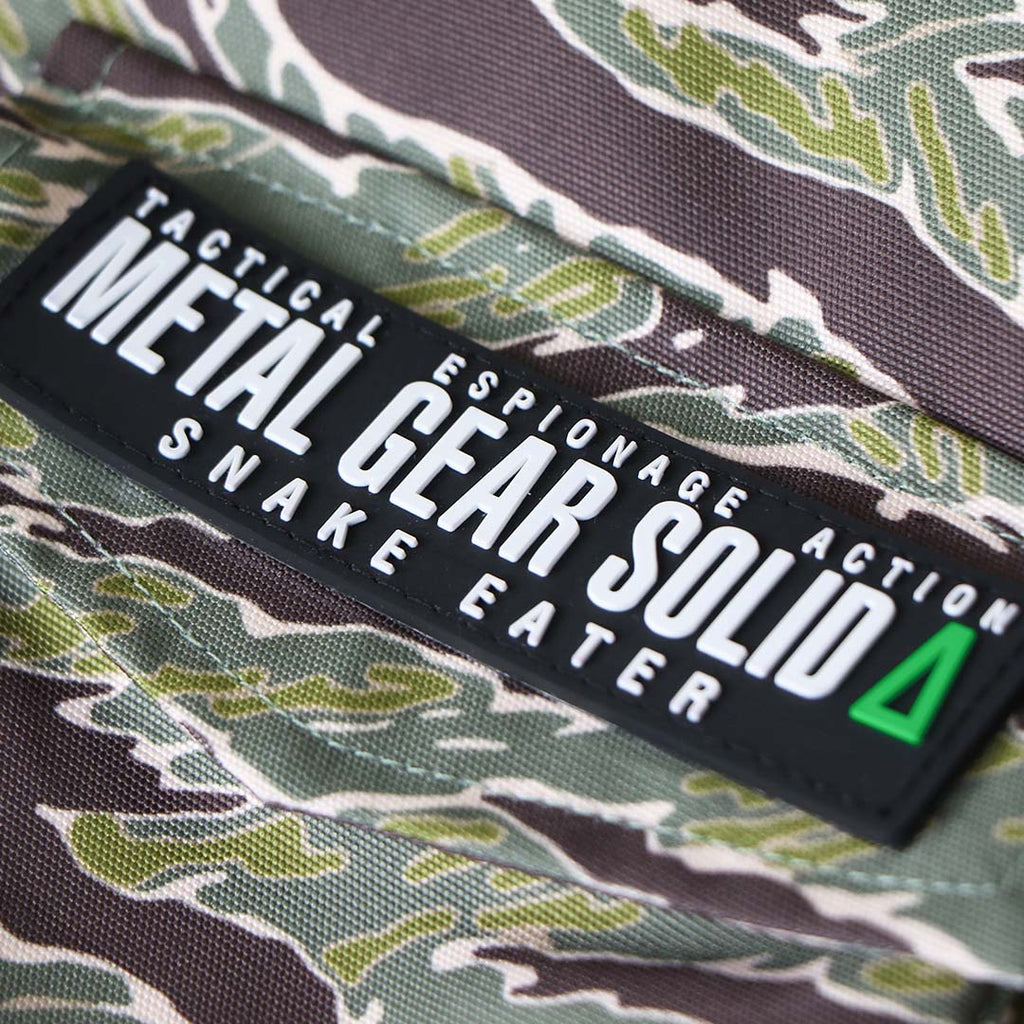 TACTICAL ESPIONAGE ACTION
METAL GEAR SOLID Δ
SNAKE EATER